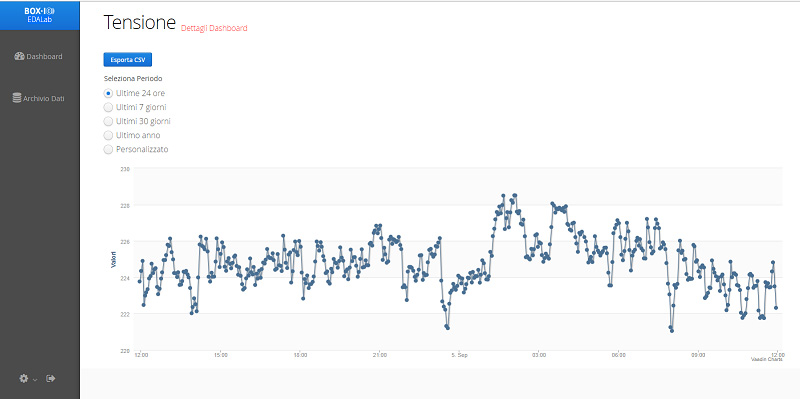 BOX-IO
EDALab
Dashboard
Archivio Dati
Tensione Dettagli Dashboard
Esporta CSV
Seleziona Periodo
Ultime 24 ore
Ultimi 7 giorni
Ultimi 30 giorni
Ultimo anno
Personalizzato
230
228
226
224
222
220
Valori
12:00 15:00 18:00 21:00 5. Sep 03:00 06:00 09:00 12:00
Vaadin Charts